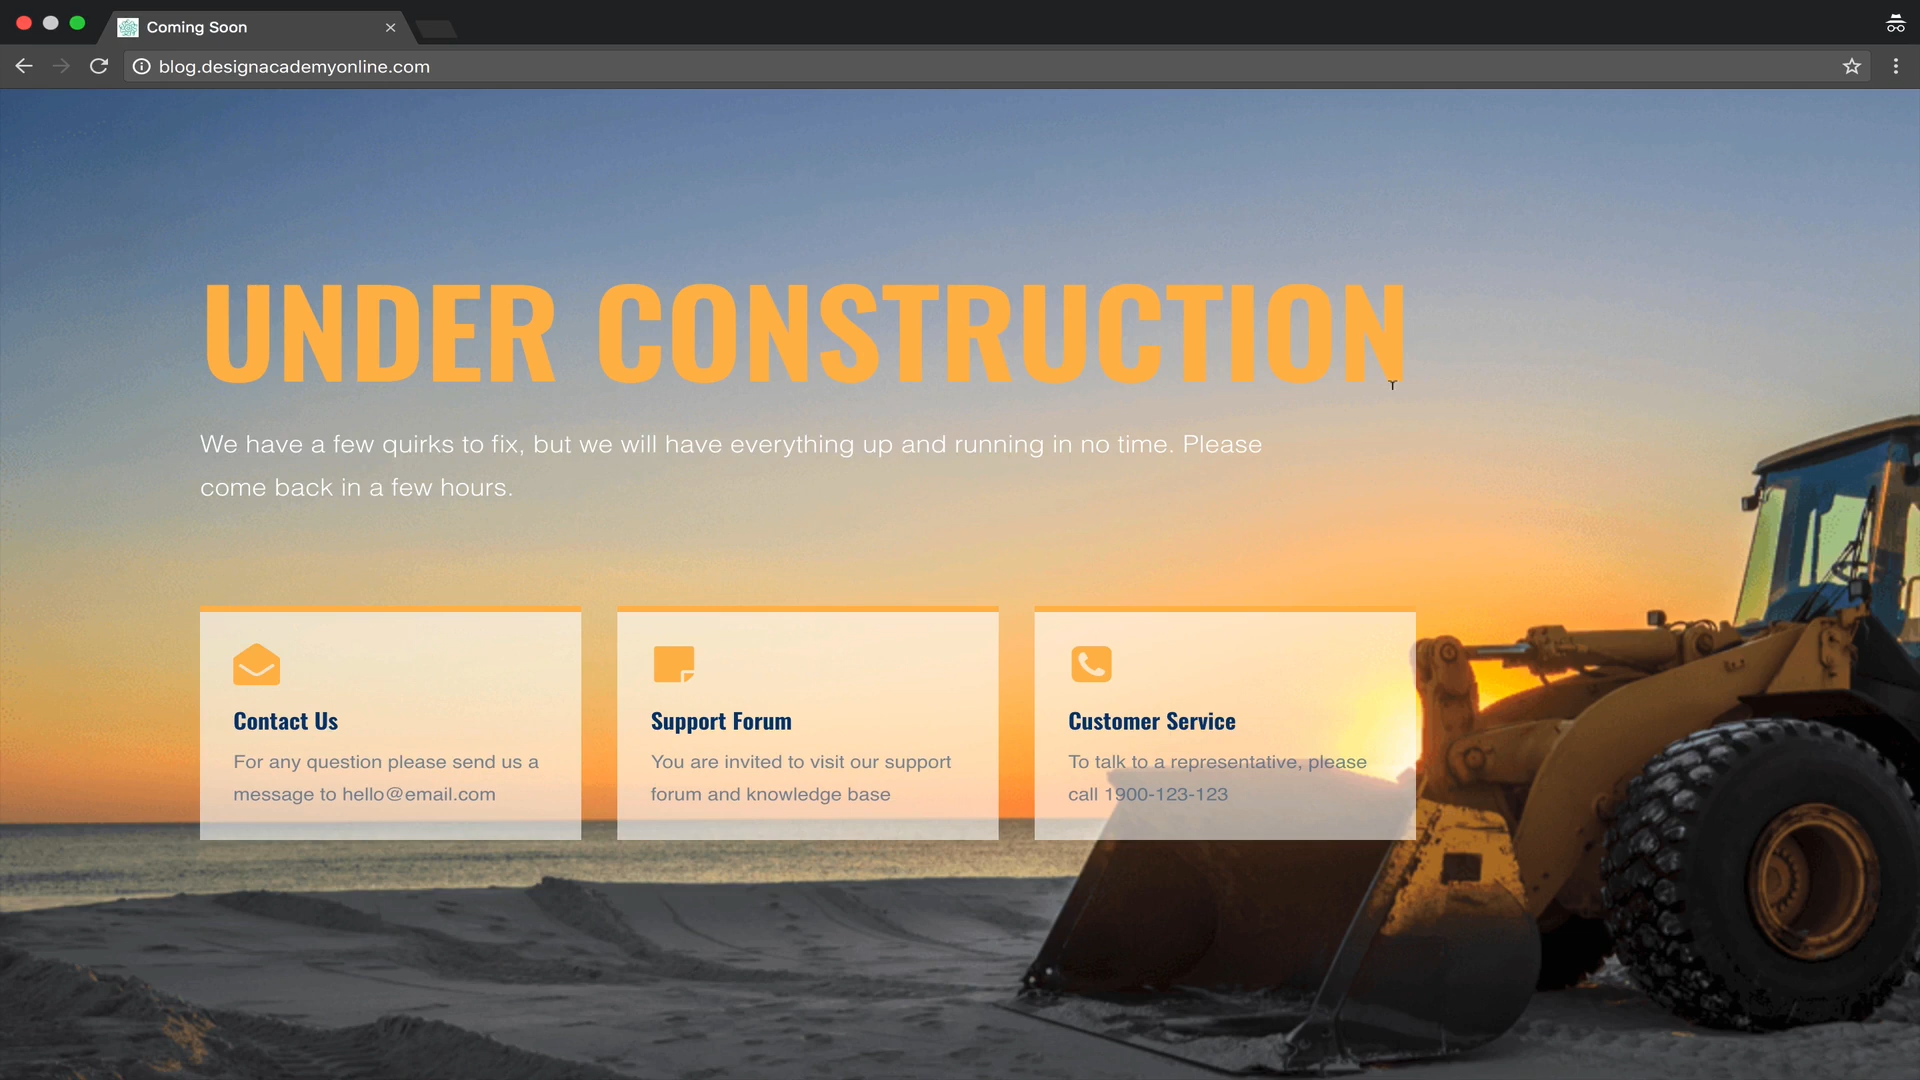 Coming Soon
blog.designacademyonline.com
UNDER CONSTRUCTION
We have a few quirks to fix, but we will have everything up and running in no time. Please
come back in a few hours.
Contact Us
For any question please send us a
message to hello@email.com
Support Forum
You are invited to visit our support
forum and knowledge base
Customer Service
To talk to a representative, please
call 1900-123-123